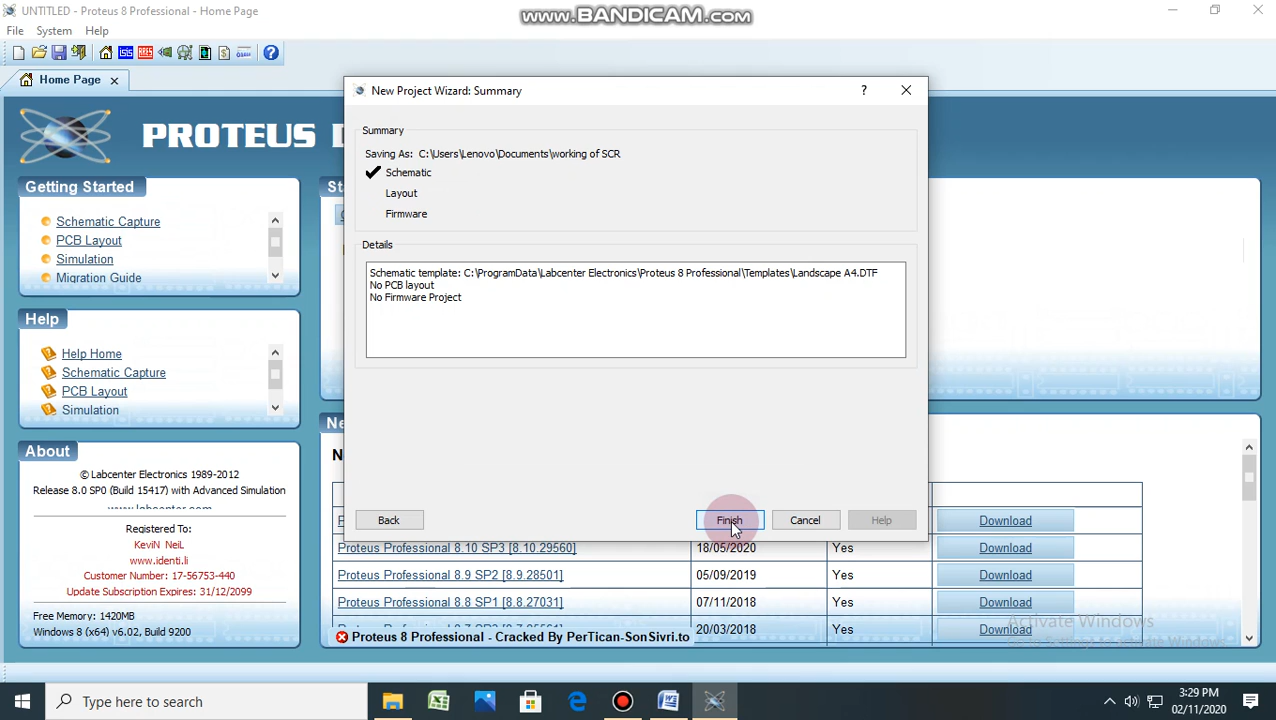 UNTITLED - Proteus 8 Professional - Home Page
www.BANDICAM.com
File System Help
Home Page
PROTEUS
New Project Wizard: Summary
?
Summary
Saving As: C:\Users\Lenovo\Documents\working of SCR
Schematic
Layout
Firmware
Details
Schematic template: C:\ProgramData\Labcenter Electronics\Proteus 8 Professional\Templates\Landscape A4.DTF
No PCB layout
No Firmware Project
Back
Finish
Cancel
Help
Getting Started
Schematic Capture
PCB Layout
Simulation
Migration Guide
Help
Help Home
Schematic Capture
PCB Layout
Simulation
About
© Labcenter Electronics 1989-2012
Release 8.0 SP0 (Build 15417) with Advanced Simulation
www.labcenter.com
Registered To:
KeviN NeiL
www.identi.li
Customer Number: 17-56753-440
Update Subscription Expires: 31/12/2099
Free Memory: 1420MB
Windows 8 (x64) v6.02, Build 9200
Download
Proteus Professional 8.10 SP3 [8.10.29560] 18/05/2020 Yes Download
Proteus Professional 8.9 SP2 [8.9.28501] 05/09/2019 Yes Download
Proteus Professional 8.8 SP1 [8.8.27031] 07/11/2018 Yes Download
20/03/2018 Yes Download
Proteus 8 Professional - Cracked By PerTican-SonSivri.to
Activate Windows
Go to Settings to activate Windows.
Type here to search
3:29 PM
02/11/2020